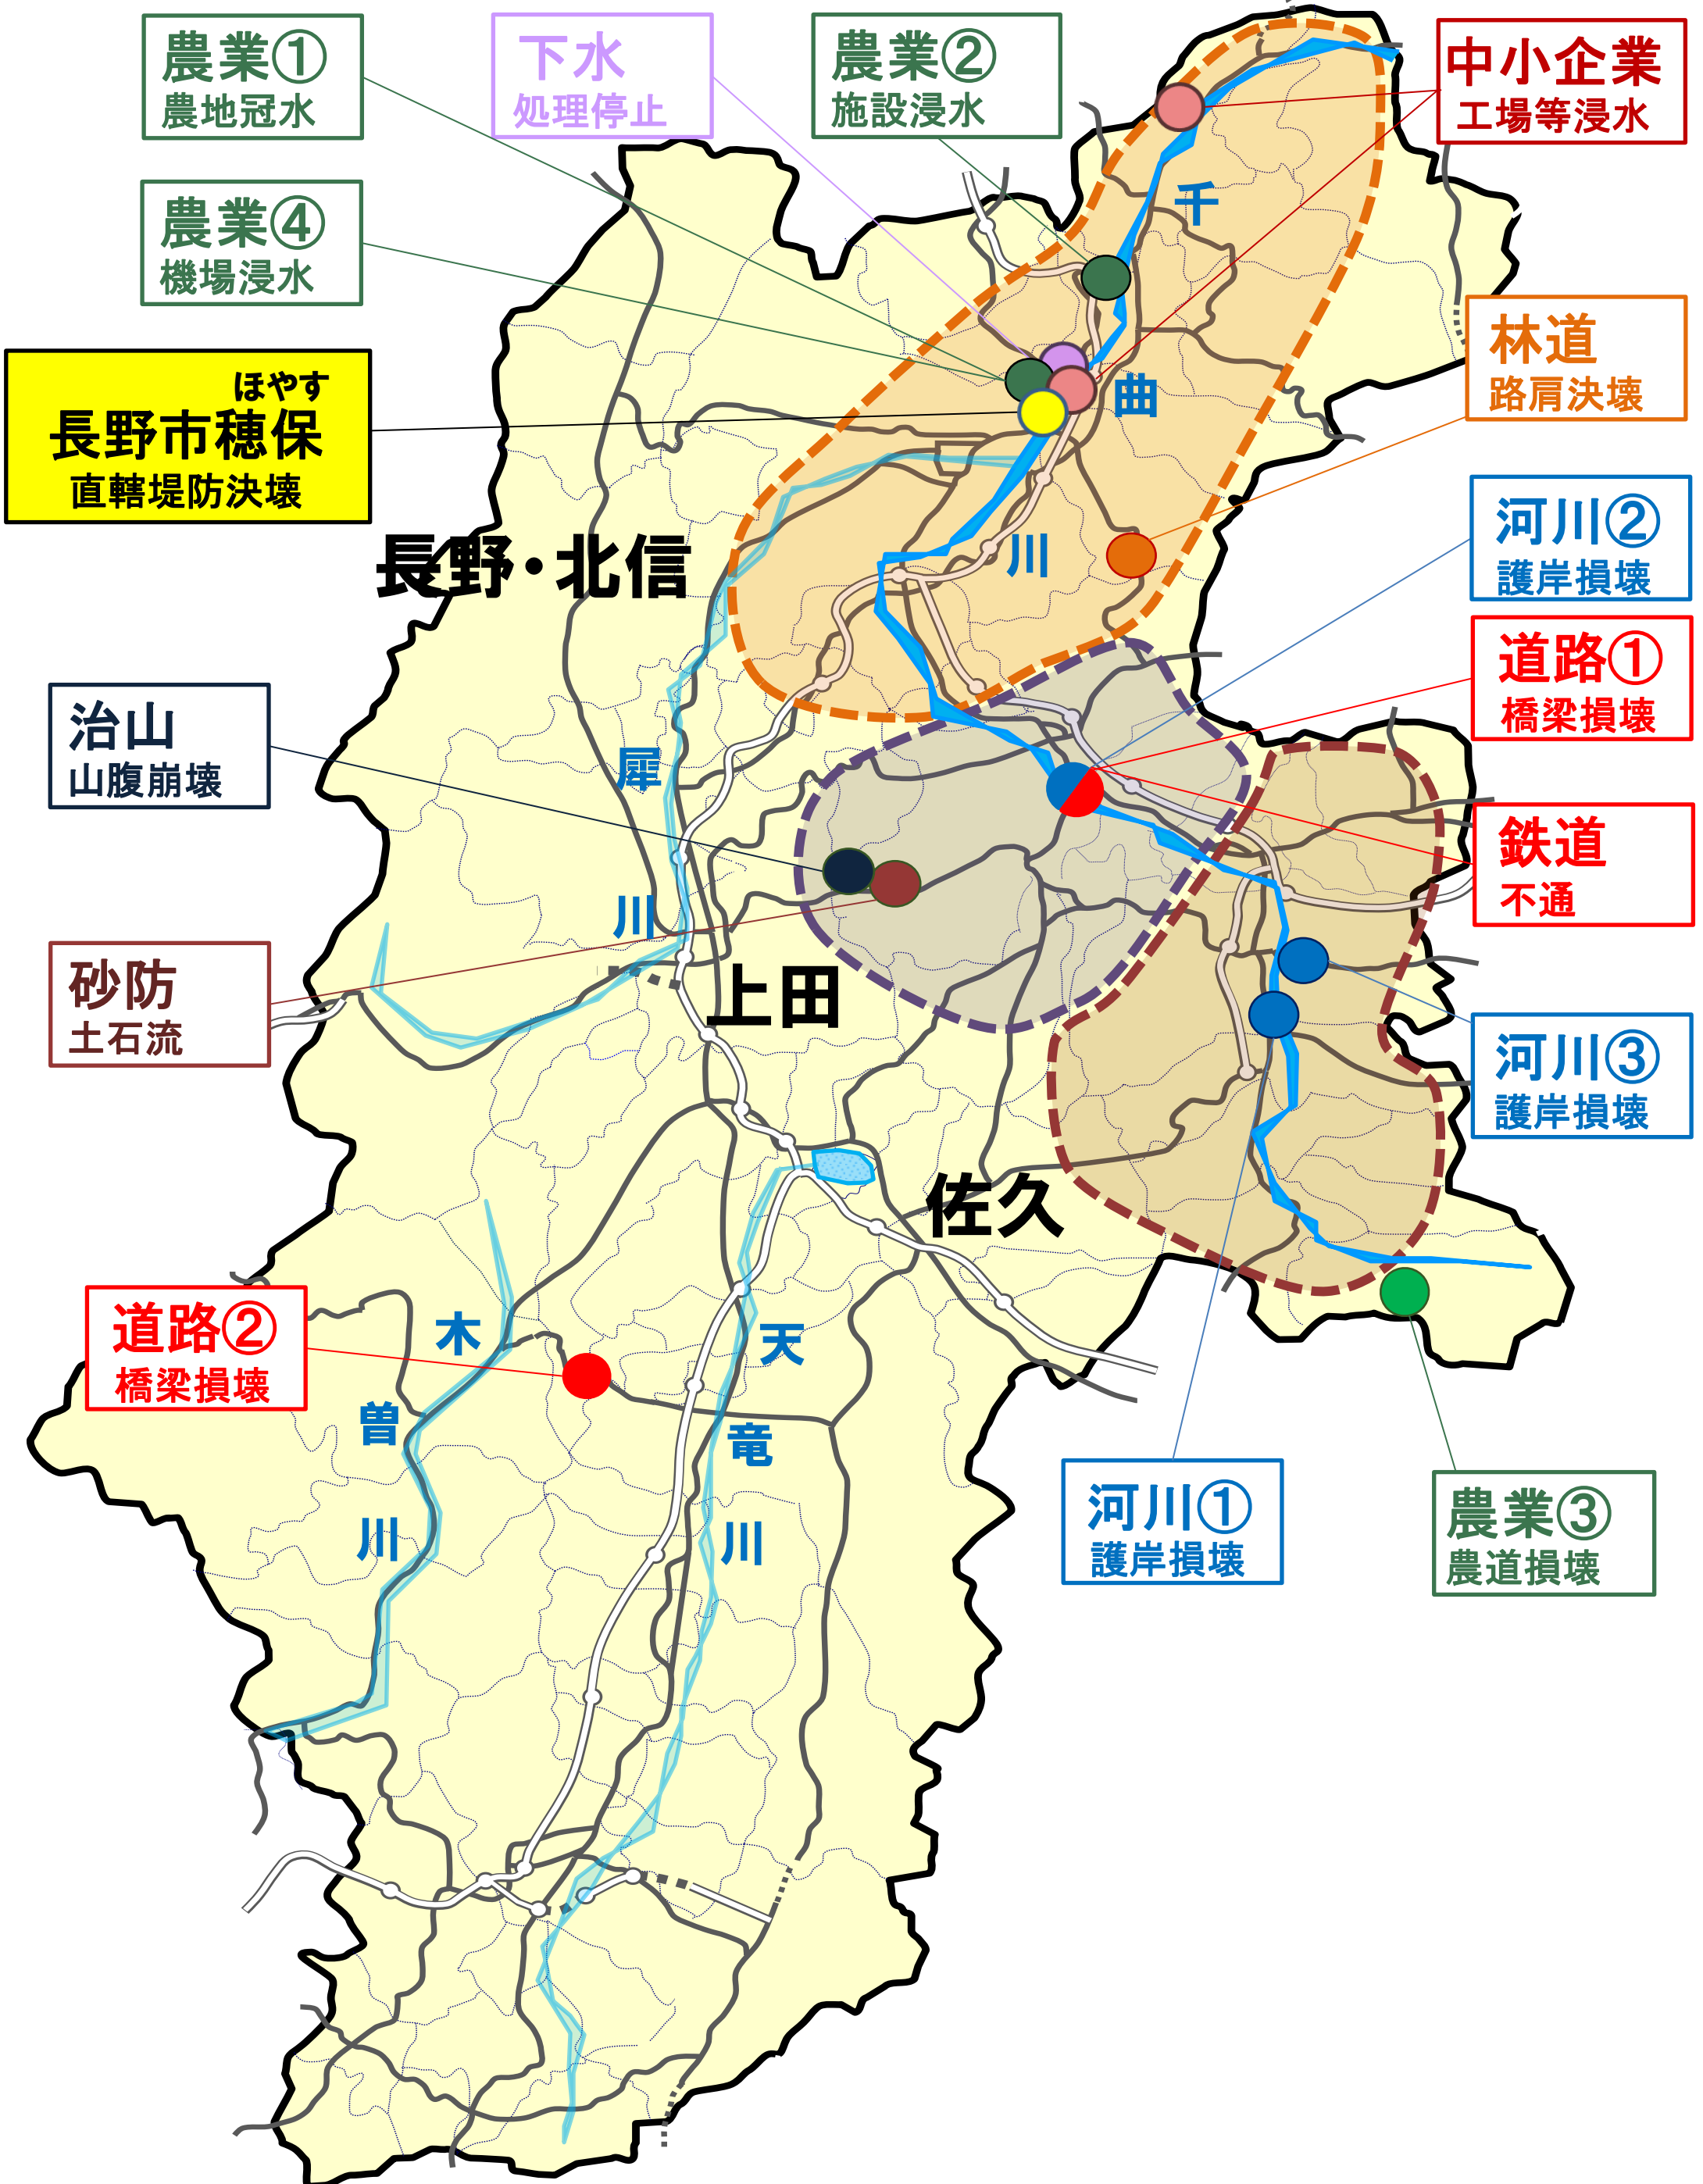 農業①
農地冠水
下水
処理停止
農業②
施設浸水
中小企業
工場等浸水
農業④
機場浸水
千
曲
川
林道
路肩決壊
ほやす
長野市穂保
直轄堤防決壊
長野・北信
河川②
護岸損壊
道路①
橋梁損壊
治山
山腹崩壊
犀
川
鉄道
不通
砂防
土石流
上田
河川③
護岸損壊
佐久
道路②
橋梁損壊
木
曽
川
天
竜
川
河川①
護岸損壊
農業③
農道損壊